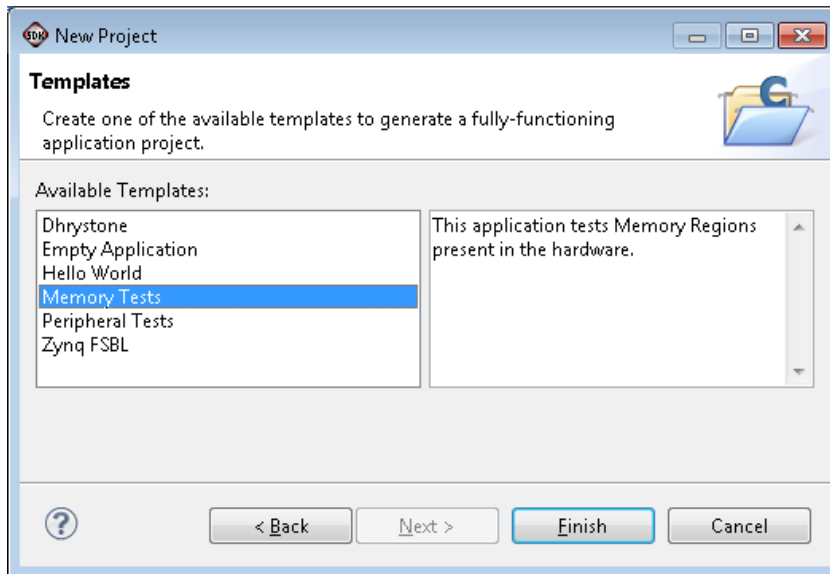 SDK New Project
Templates
Create one of the available templates to generate a fully-functioning
application project.
Available Templates:
Dhrystone
Empty Application
Hello World
Memory Tests
Peripheral Tests
Zynq FSBL
This application tests Memory Regions
present in the hardware.
< Back
Next >
Finish
Cancel